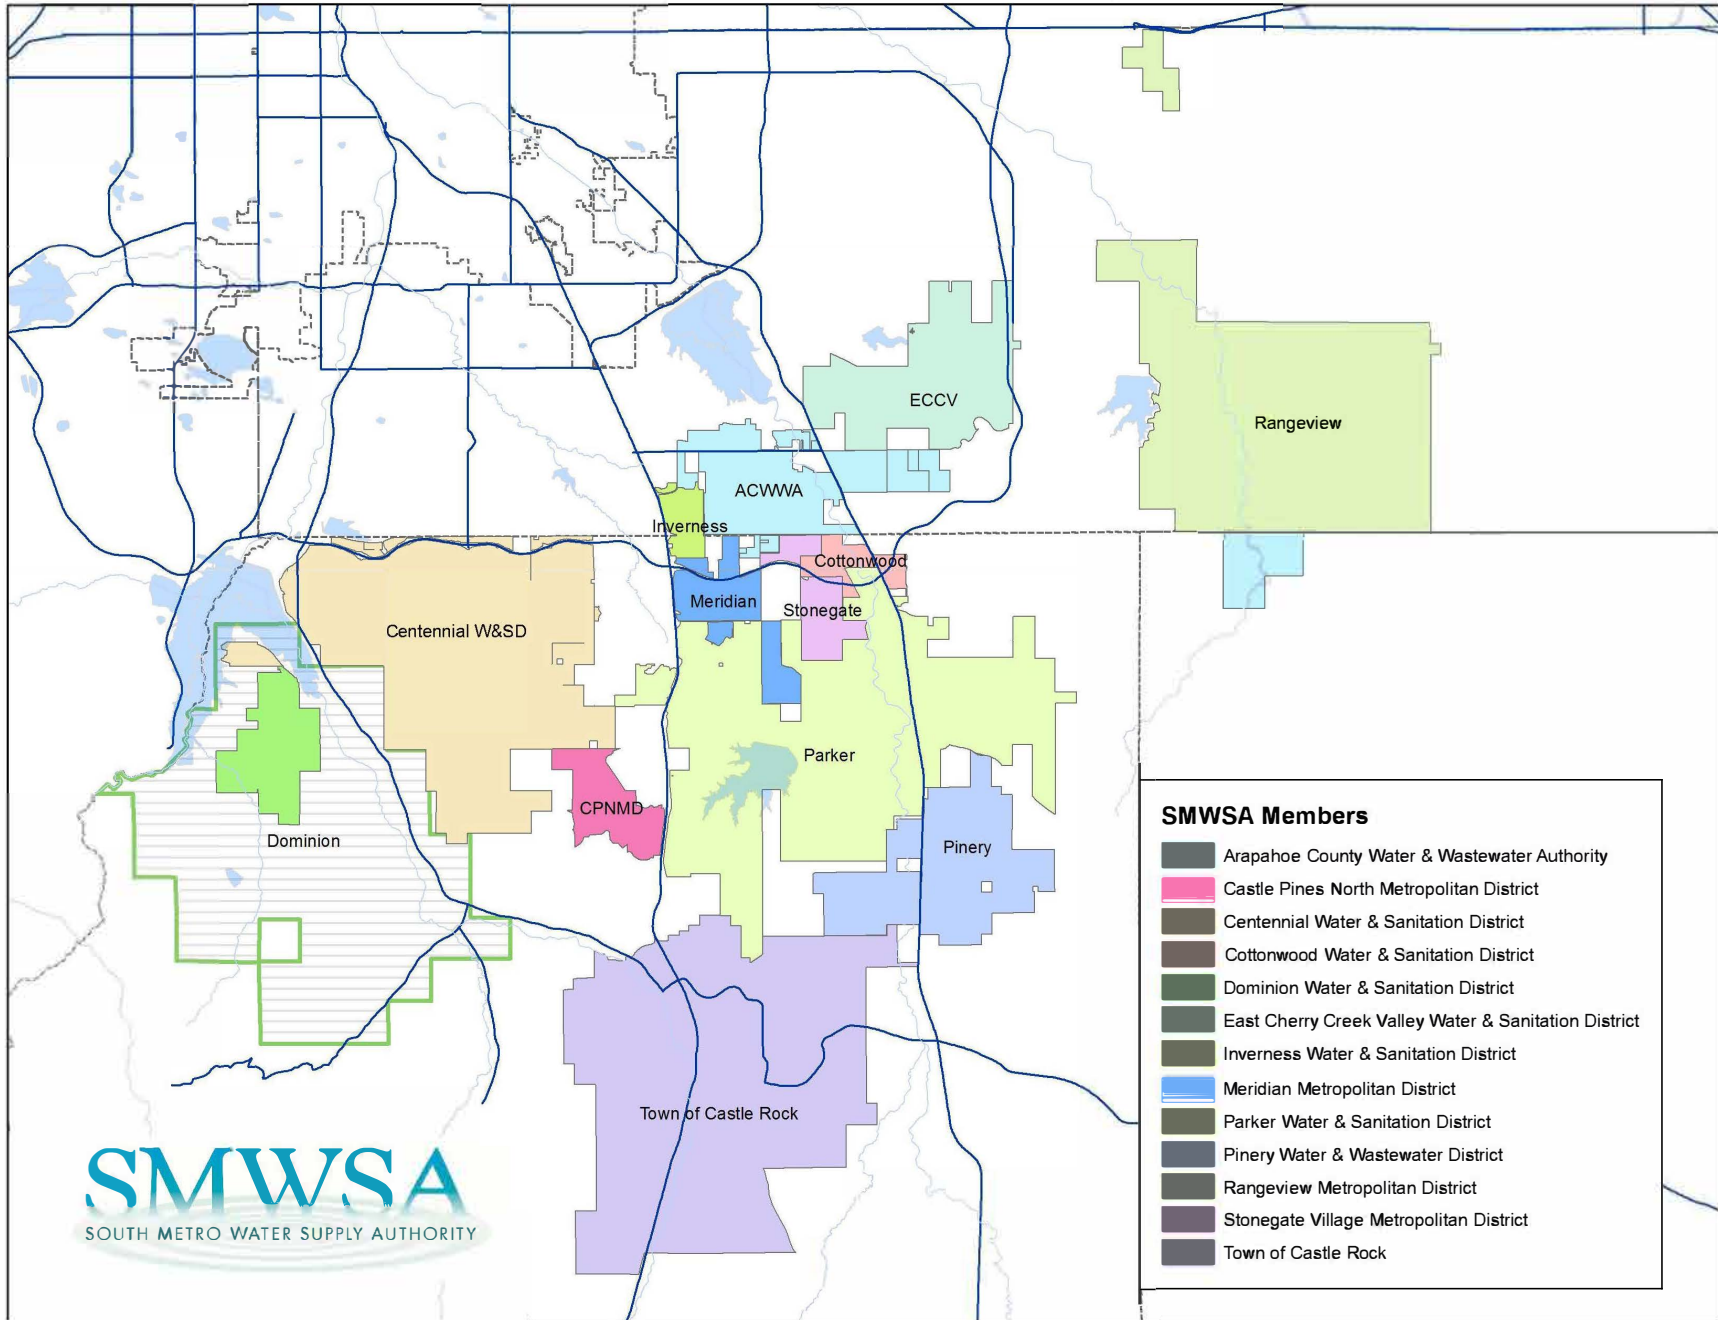 ECCV
Rangeview
ACWWA
Inverness
Cottonwood
Meridian
Stonegate
Centennial W&SD
Parker
CPNMD
Dominion
Pinery
Town of Castle Rock
SMWSA Members
Arapahoe County Water & Wastewater Authority
Castle Pines North Metropolitan District
Centennial Water & Sanitation District
Cottonwood Water & Sanitation District
Dominion Water & Sanitation District
East Cherry Creek Valley Water & Sanitation District
Inverness Water & Sanitation District
Meridian Metropolitan District
Parker Water & Sanitation District
Pinery Water & Wastewater District
Rangeview Metropolitan District
Stonegate Village Metropolitan District
Town of Castle Rock
SMWSA
SOUTH METRO WATER SUPPLY AUTHORITY